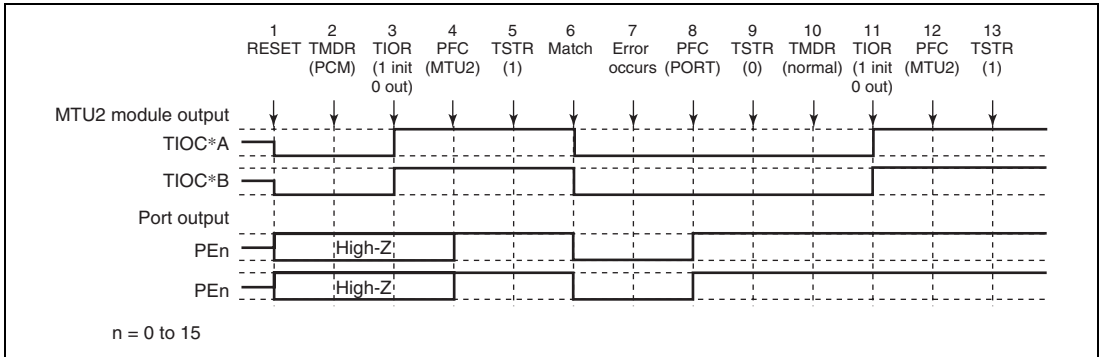 1 2 3 4 5 6 7 8 9 10 11 12 13
RESET TMDR TIOR PFC TSTR Match Error PFC TSTR TMDR TIOR PFC TSTR
(PCM) (1 init (MTU2) (1) occurs (PORT) (0) (normal) (1 init (MTU2) (1)
0 out) 0 out)
MTU2 module output
TIOC*A
TIOC*B
Port output
PEn High-Z
PEn High-Z
n = 0 to 15